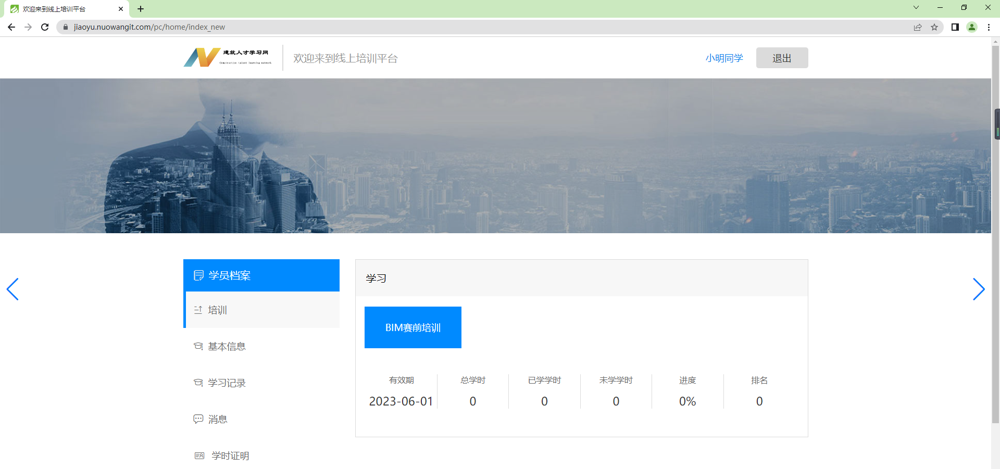 欢迎来到线上培训平台
jiaoyu.nuowangit.com/pc/home/index_new
建筑人才学习网
Construction talent learning network
欢迎来到线上培训平台
小明同学
退出
学员档案
培训
基本信息
学习记录
消息
学时证明
学习
BIM赛前培训
有效期 总学时 已学学时 未学学时 进度 排名
2023-06-01 0 0 0 0% 0